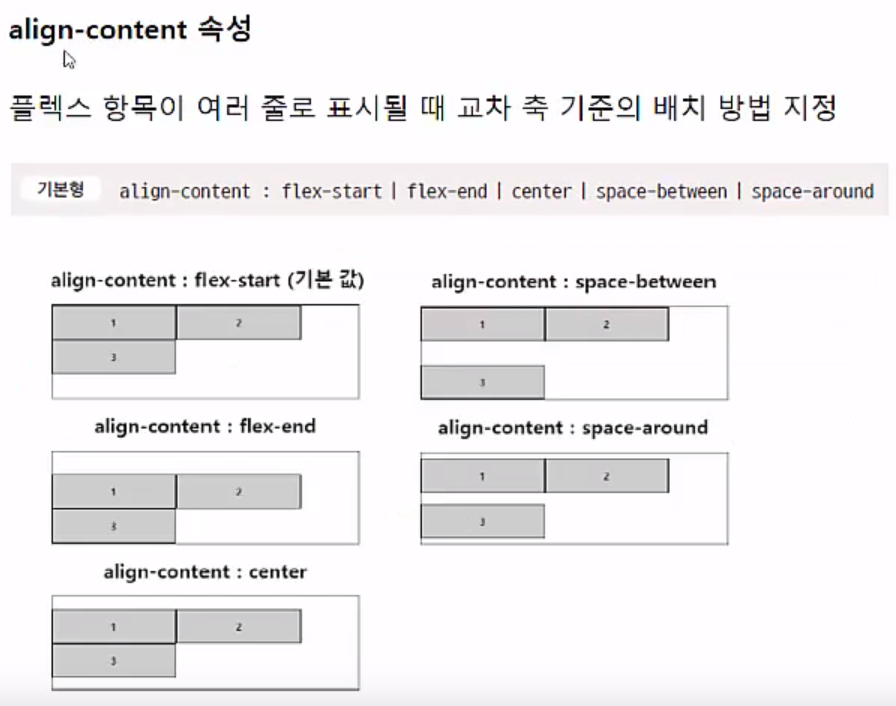 align-content 속성
플렉스 항목이 여러 줄로 표시될 때 교차 축 기준의 배치 방법 지정
기본형 align-content : flex-start | flex-end | center | space-between | space-around
align-content : flex-start (기본 값)
1 2
3
align-content : space-between
1 2
3
align-content : flex-end
1 2
3
align-content : space-around
1 2
3
align-content : center
1 2
3